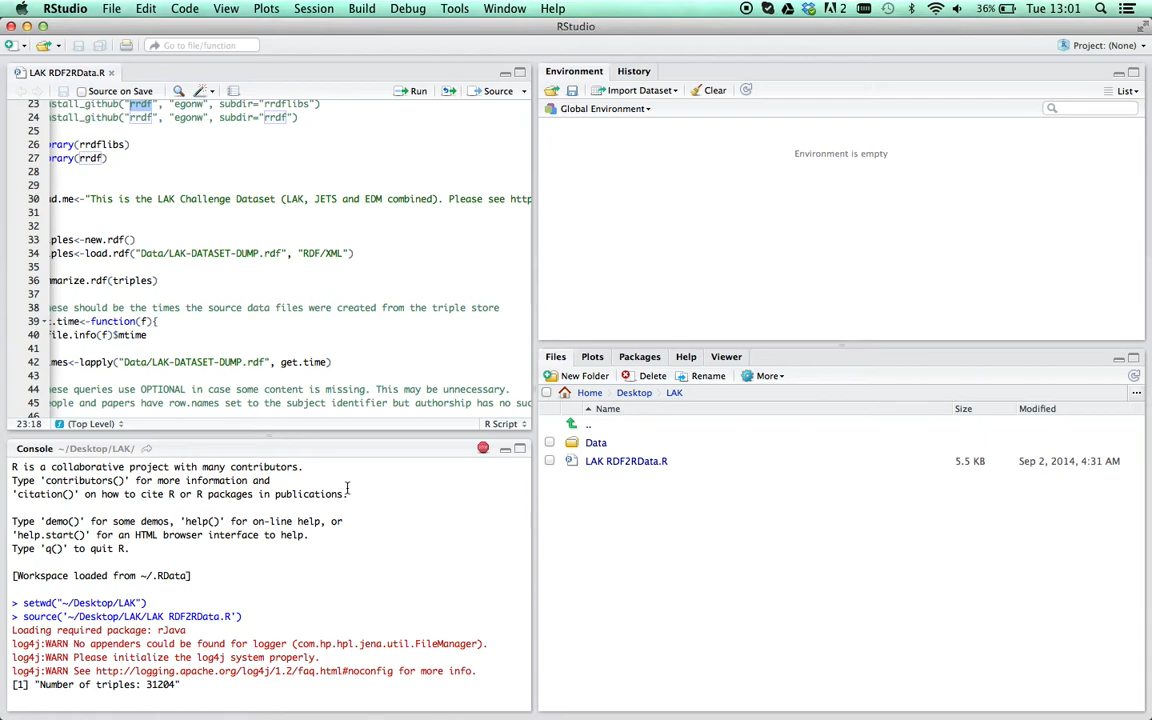 RStudio File Edit Code View Plots Session Build Debug Tools Window Help 2 36% Tue 13:01
RStudio
Go to file/function Project: (None)
LAK RDF2RData.R
Source on Save Run Source
23 stall_github("rrdf", "egonw", subdir="rrdflibs")
24 stall_github("rrdf", "egonw", subdir="rrdf")
25
26 brary(rrdflibs)
27 brary(rrdf)
28
29
30 ad.me<-"This is the LAK Challenge Dataset (LAK, JETS and EDM combined). Please see http
31
32
33 iples<-new.rdf()
34 iples<-load.rdf("Data/LAK-DATASET-DUMP.rdf", "RDF/XML")
35
36 mmarize.rdf(triples)
37
38 hese should be the times the source data files were created from the triple store
39 t.time<-function(f){
40 file.info(f)$mtime
41
42 mes<-lapply("Data/LAK-DATASET-DUMP.rdf", get.time)
43
44 hese queries use OPTIONAL in case some content is missing. This may be unnecessary.
45 eople and papers have row.names set to the subject identifier but authorship has no suc
46
23:18 (Top Level) R Script
Console ~/Desktop/LAK/
R is a collaborative project with many contributors.
Type 'contributors()' for more information and
'citation()' on how to cite R or R packages in publications.
Type 'demo()' for some demos, 'help()' for on-line help, or
'help.start()' for an HTML browser interface to help.
Type 'q()' to quit R.
[Workspace loaded from ~/.RData]
> setwd("~/Desktop/LAK")
> source('~/Desktop/LAK/LAK RDF2RData.R')
Loading required package: rJava
log4j:WARN No appenders could be found for logger (com.hp.hpl.jena.util.FileManager).
log4j:WARN Please initialize the log4j system properly.
log4j:WARN See http://logging.apache.org/log4j/1.2/faq.html#noconfig for more info.
[1] "Number of triples: 31204"
Environment History
Import Dataset Clear List
Global Environment
Environment is empty
Files Plots Packages Help Viewer
New Folder Delete Rename More
Home Desktop LAK ...
Name Size Modified
..
Data
LAK RDF2RData.R 5.5 KB Sep 2, 2014, 4:31 AM